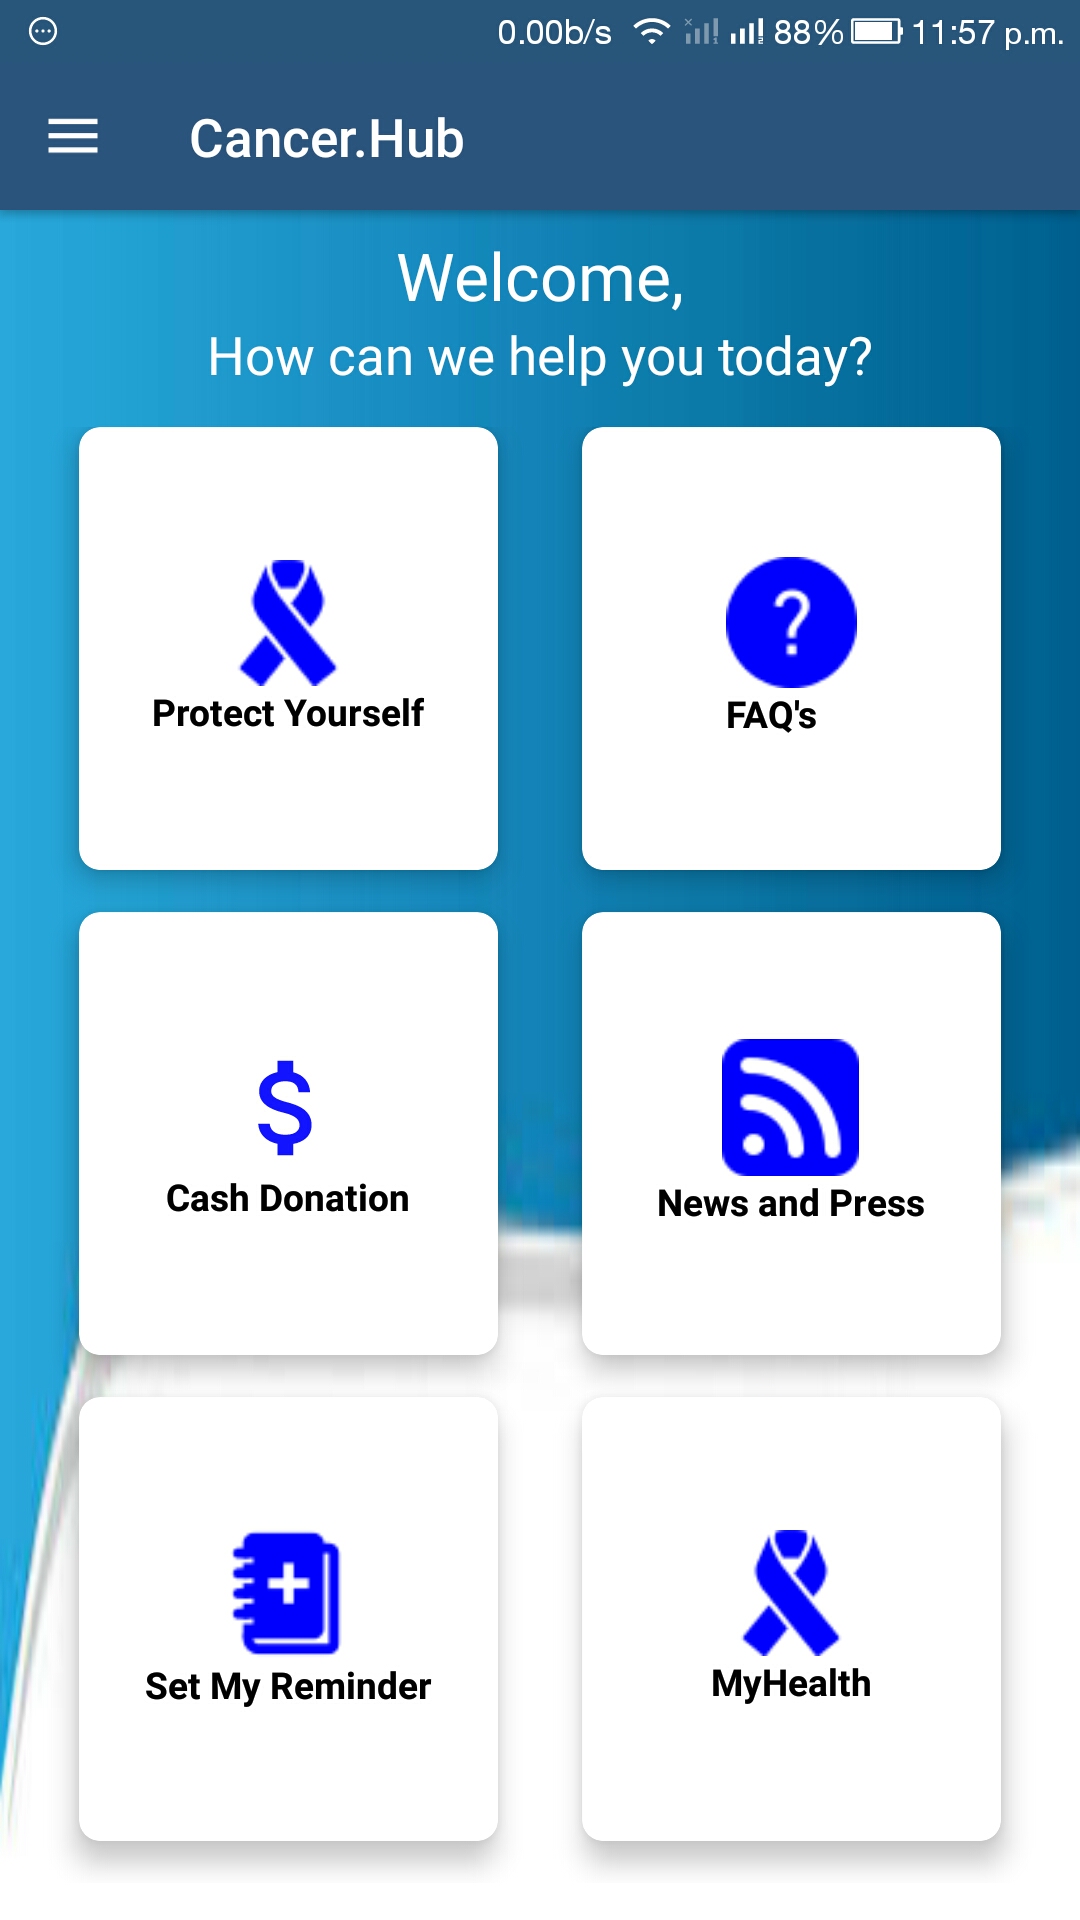 0.00b/s 88% 11:57 p.m.
Cancer.Hub
Welcome,
How can we help you today?
Protect Yourself
?
FAQ's
$
Cash Donation
News and Press
Set My Reminder
MyHealth